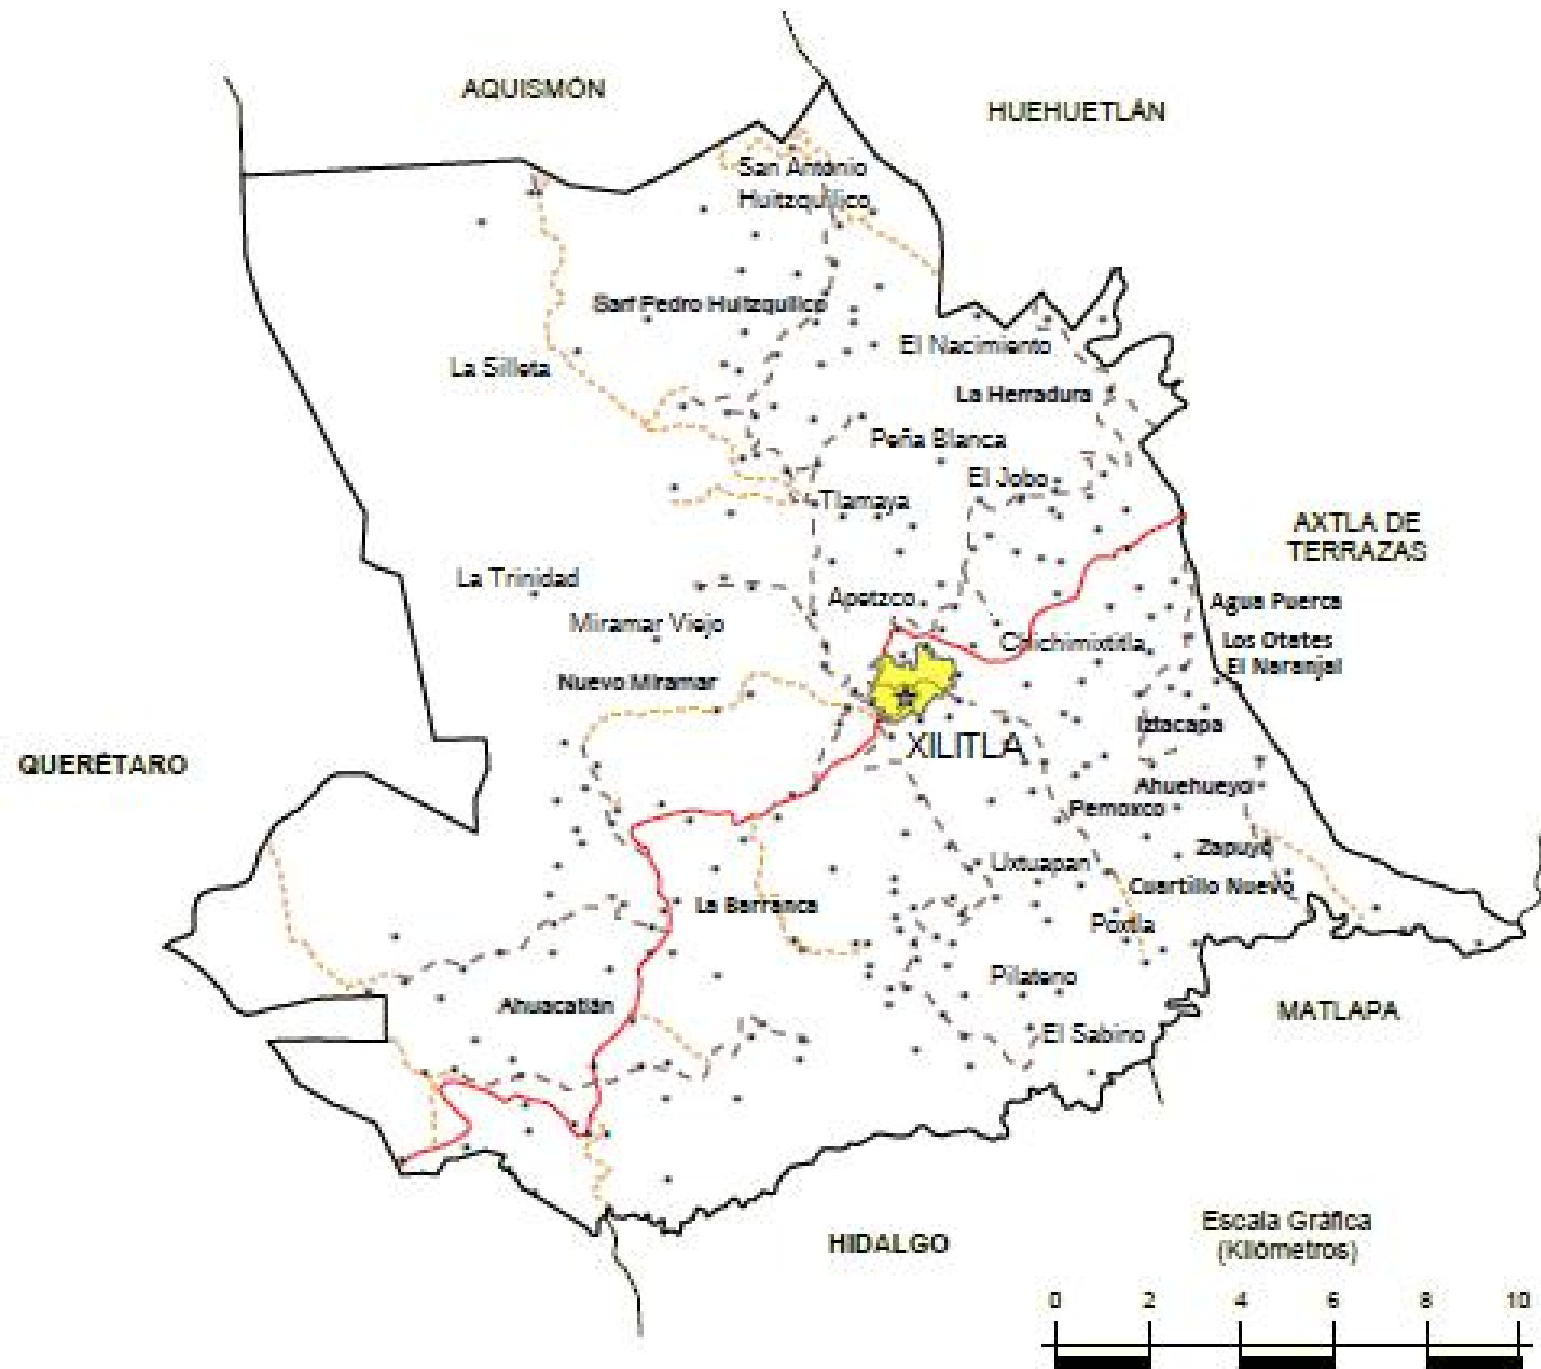 AQUISMÓN
HUEHUETLÁN
San Antonio
Huitzquilico
San Pedro Huitzquilico
El Nacimiento
La Silleta
La Herradura
Peña Blanca
El Jobo
Tlamaya
AXTLA DE
TERRAZAS
La Trinidad
Apetzco
Agua Puerca
Miramar Viejo
Chichimixtitla
Los Otates
El Naranjal
Nuevo Miramar
Iztacapa
XILITLA
QUERÉTARO
Ahuehueyo
Pemoxco
Zapuyo
Uxtuapan
Cuartillo Nuevo
La Barranca
Poxtla
Pilateno
Ahuacatlán
MATLAPA
El Sabino
Escala Gráfica
HIDALGO
(Kilómetros)
0 2 4 6 8 10